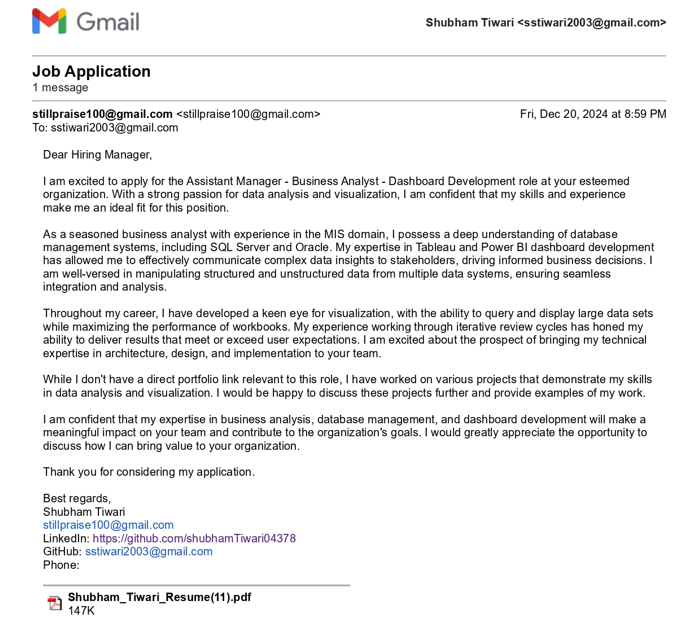 Gmail
Shubham Tiwari <sstiwari2003@gmail.com>
Job Application
1 message
stillpraise100@gmail.com <stillpraise100@gmail.com>
Fri, Dec 20, 2024 at 8:59 PM
To: sstiwari2003@gmail.com
Dear Hiring Manager,
I am excited to apply for the Assistant Manager - Business Analyst - Dashboard Development role at your esteemed
organization. With a strong passion for data analysis and visualization, I am confident that my skills and experience
make me an ideal fit for this position.
As a seasoned business analyst with experience in the MIS domain, I possess a deep understanding of database
management systems, including SQL Server and Oracle. My expertise in Tableau and Power BI dashboard development
has allowed me to effectively communicate complex data insights to stakeholders, driving informed business decisions. I
am well-versed in manipulating structured and unstructured data from multiple data systems, ensuring seamless
integration and analysis.
Throughout my career, I have developed a keen eye for visualization, with the ability to query and display large data sets
while maximizing the performance of workbooks. My experience working through iterative review cycles has honed my
ability to deliver results that meet or exceed user expectations. I am excited about the prospect of bringing my technical
expertise in architecture, design, and implementation to your team.
While I don't have a direct portfolio link relevant to this role, I have worked on various projects that demonstrate my skills
in data analysis and visualization. I would be happy to discuss these projects further and provide examples of my work.
I am confident that my expertise in business analysis, database management, and dashboard development will make a
meaningful impact on your team and contribute to the organization's goals. I would greatly appreciate the opportunity to
discuss how I can bring value to your organization.
Thank you for considering my application.
Best regards,
Shubham Tiwari
stillpraise100@gmail.com
LinkedIn: https://github.com/shubhamTiwari04378
GitHub: sstiwari2003@gmail.com
Phone:
Shubham_Tiwari_Resume(11).pdf
147K